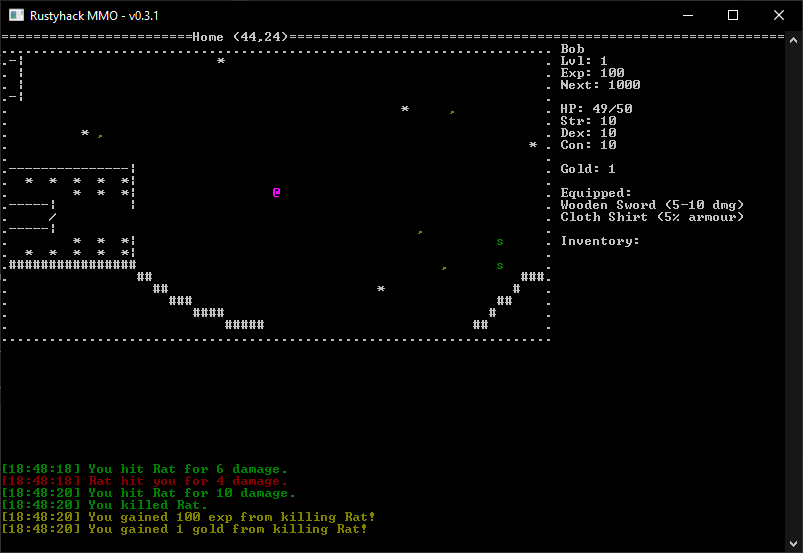 Rustyhack MMO - v0.3.1
Home (44,24)
Bob
Lvl: 1
Exp: 100
Next: 1000
HP: 49/50
Str: 10
Dex: 10
Con: 10
Gold: 1
Equipped:
Wooden Sword (5-10 dmg)
Cloth Shirt (5% armour)
Inventory:
@
s
s
[18:48:18] You hit Rat for 6 damage.
[18:48:18] Rat hit you for 4 damage.
[18:48:20] You hit Rat for 10 damage.
[18:48:20] You killed Rat.
[18:48:20] You gained 100 exp from killing Rat!
[18:48:20] You gained 1 gold from killing Rat!